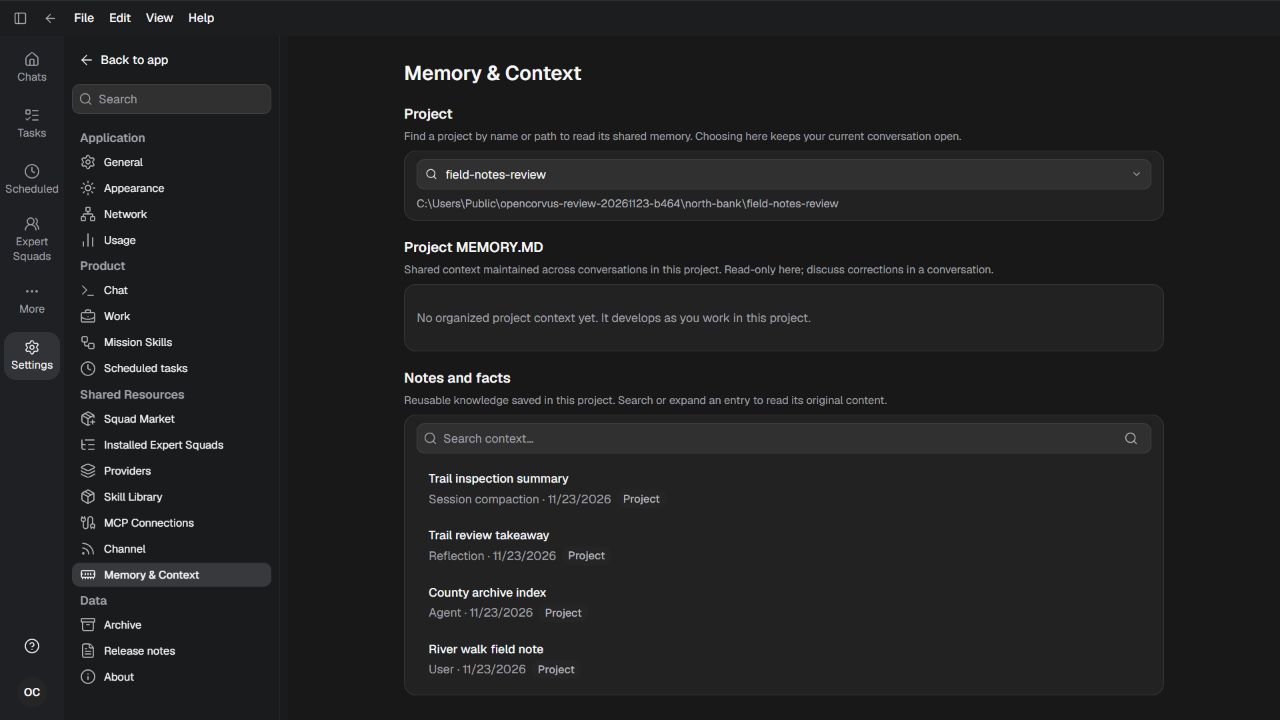 File Edit View Help
Chats
Tasks
Scheduled
Expert
Squads
More
Settings
OC
Back to app
Search
Application
General
Appearance
Network
Usage
Product
Chat
Work
Mission Skills
Scheduled tasks
Shared Resources
Squad Market
Installed Expert Squads
Providers
Skill Library
MCP Connections
Channel
Memory & Context
Data
Archive
Release notes
About
Memory & Context
Project
Find a project by name or path to read its shared memory. Choosing here keeps your current conversation open.
field-notes-review
C:\Users\Public\opencorvus-review-20261123-b464\north-bank\field-notes-review
Project MEMORY.MD
Shared context maintained across conversations in this project. Read-only here; discuss corrections in a conversation.
No organized project context yet. It develops as you work in this project.
Notes and facts
Reusable knowledge saved in this project. Search or expand an entry to read its original content.
Search context...
Trail inspection summary
Session compaction · 11/23/2026 Project
Trail review takeaway
Reflection · 11/23/2026 Project
County archive index
Agent · 11/23/2026 Project
River walk field note
User · 11/23/2026 Project